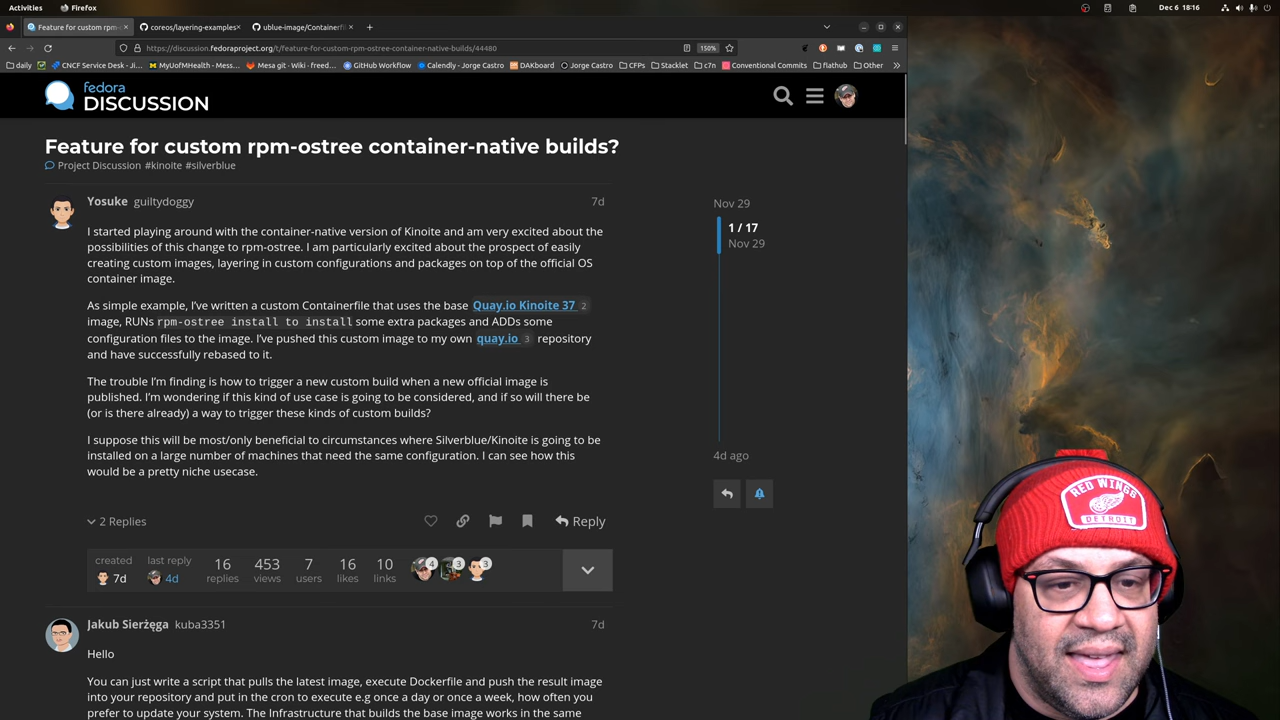 Activities
Firefox
Dec 6 18:16
Feature for custom rpm-
coreos/layering-examples
ublue-image/Containerfil
https://discussion.fedoraproject.org/t/feature-for-custom-rpm-ostree-container-native-builds/44480
150%
daily
CNCF Service Desk - Ji...
MyUofMHealth - Mess...
Mesa git · Wiki · freed...
GitHub Workflow
Calendly - Jorge Castro
DAKboard
Jorge Castro
CFPs
Stacklet
c7n
Conventional Commits
flathub
Other
fedora
DISCUSSION
Feature for custom rpm-ostree container-native builds?
Project Discussion #kinoite #silverblue
Yosuke guiltydoggy
7d
I started playing around with the container-native version of Kinoite and am very excited about the
possibilities of this change to rpm-ostree. I am particularly excited about the prospect of easily
creating custom images, layering in custom configurations and packages on top of the official OS
container image.
As simple example, I've written a custom Containerfile that uses the base Quay.io Kinoite 37 2
image, RUNs rpm-ostree install to install some extra packages and ADDs some
configuration files to the image. I've pushed this custom image to my own quay.io 3 repository
and have successfully rebased to it.
The trouble I'm finding is how to trigger a new custom build when a new official image is
published. I'm wondering if this kind of use case is going to be considered, and if so will there be
(or is there already) a way to trigger these kinds of custom builds?
I suppose this will be most/only beneficial to circumstances where Silverblue/Kinoite is going to be
installed on a large number of machines that need the same configuration. I can see how this
would be a pretty niche usecase.
2 Replies
Reply
created
7d
last reply
4d
16
replies
453
views
7
users
16
likes
10
links
4
3
3
Nov 29
1 / 17
Nov 29
4d ago
Jakub Sierżęga kuba3351
7d
Hello
You can just write a script that pulls the latest image, execute Dockerfile and push the result image
into your repository and put in the cron to execute e.g once a day or once a week, how often you
prefer to update your system. The Infrastructure that builds the base image works in the same
RED WINGS
DETROIT